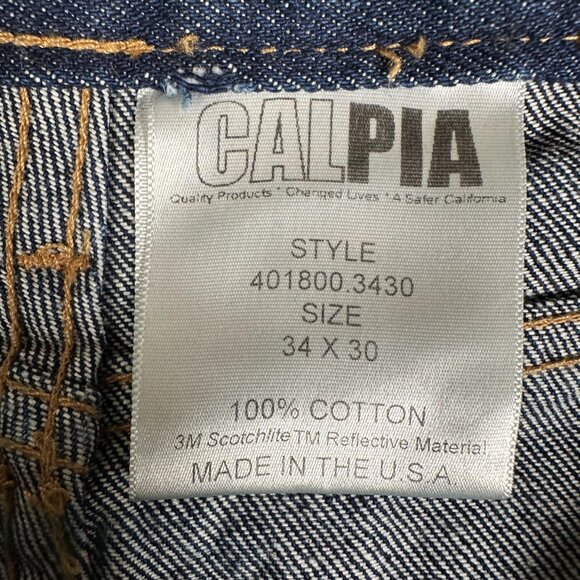 CALPIA
Quality Products * Changed Lives * A Safer California
STYLE
401800.3430
SIZE
34 X 30
100% COTTON
3M Scotchlite™ Reflective Material
MADE IN THE U.S.A